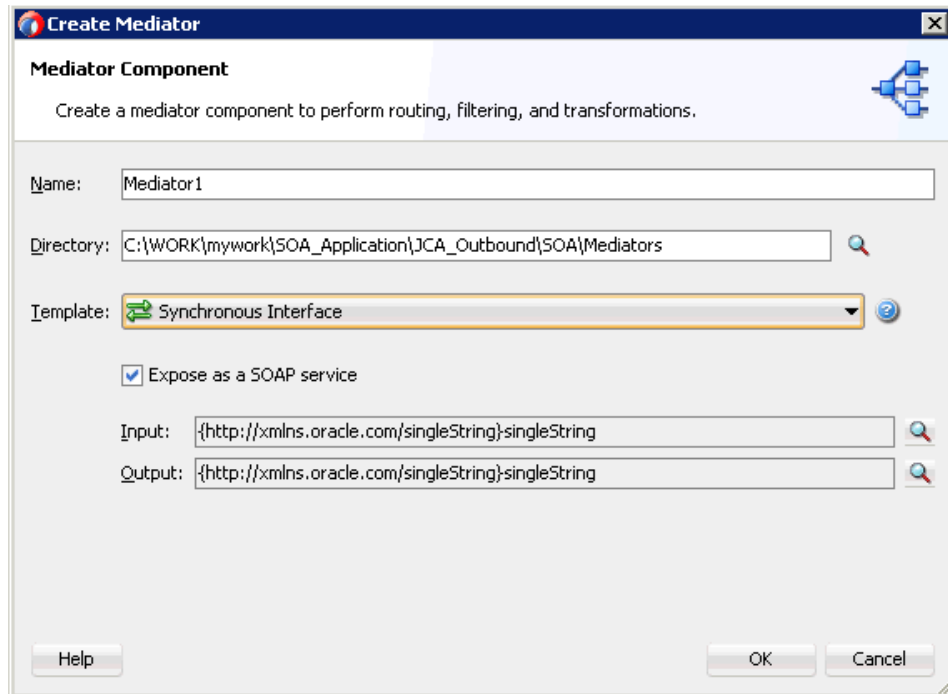 Create Mediator
Mediator Component
Create a mediator component to perform routing, filtering, and transformations.
Name: Mediator1
Directory: C:\WORK\mywork\SOA_Application\JCA_Outbound\SOA\Mediators
Template: Synchronous Interface
Expose as a SOAP service
Input: {http://xmlns.oracle.com/singleString}singleString
Output: {http://xmlns.oracle.com/singleString}singleString
Help OK Cancel